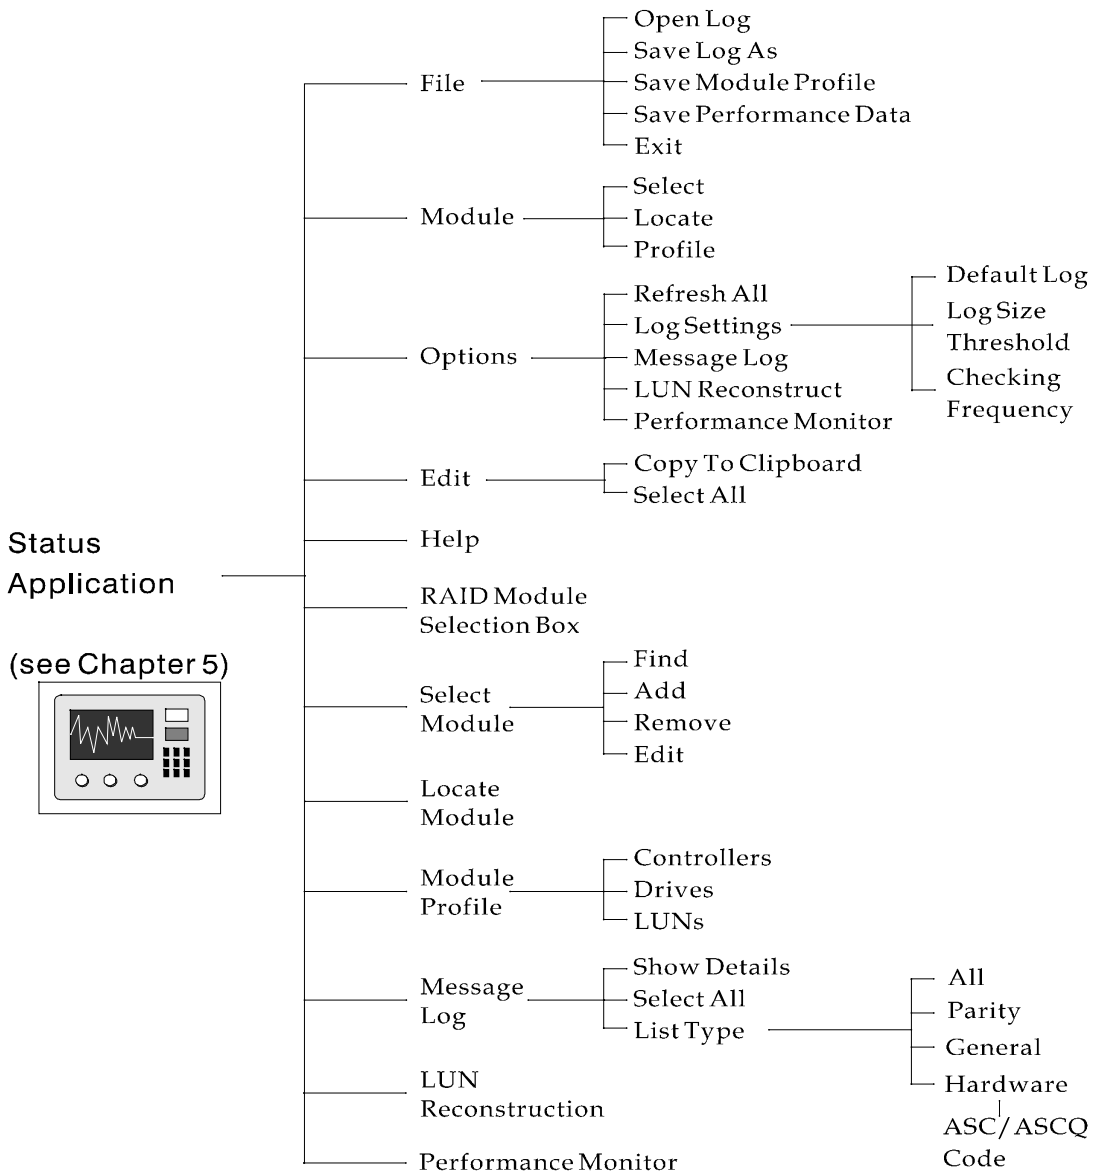 Status
Application
(see Chapter 5)
File
Open Log
Save Log As
Save Module Profile
Save Performance Data
Exit
Module
Select
Locate
Profile
Options
Refresh All
Log Settings
Default Log
Log Size
Threshold
Checking
Frequency
Message Log
LUN Reconstruct
Performance Monitor
Edit
Copy To Clipboard
Select All
Help
RAID Module
Selection Box
Select
Module
Find
Add
Remove
Edit
Locate
Module
Module
Profile
Controllers
Drives
LUNs
Message
Log
Show Details
Select All
List Type
All
Parity
General
Hardware
ASC/ASCQ
Code
LUN
Reconstruction
Performance Monitor